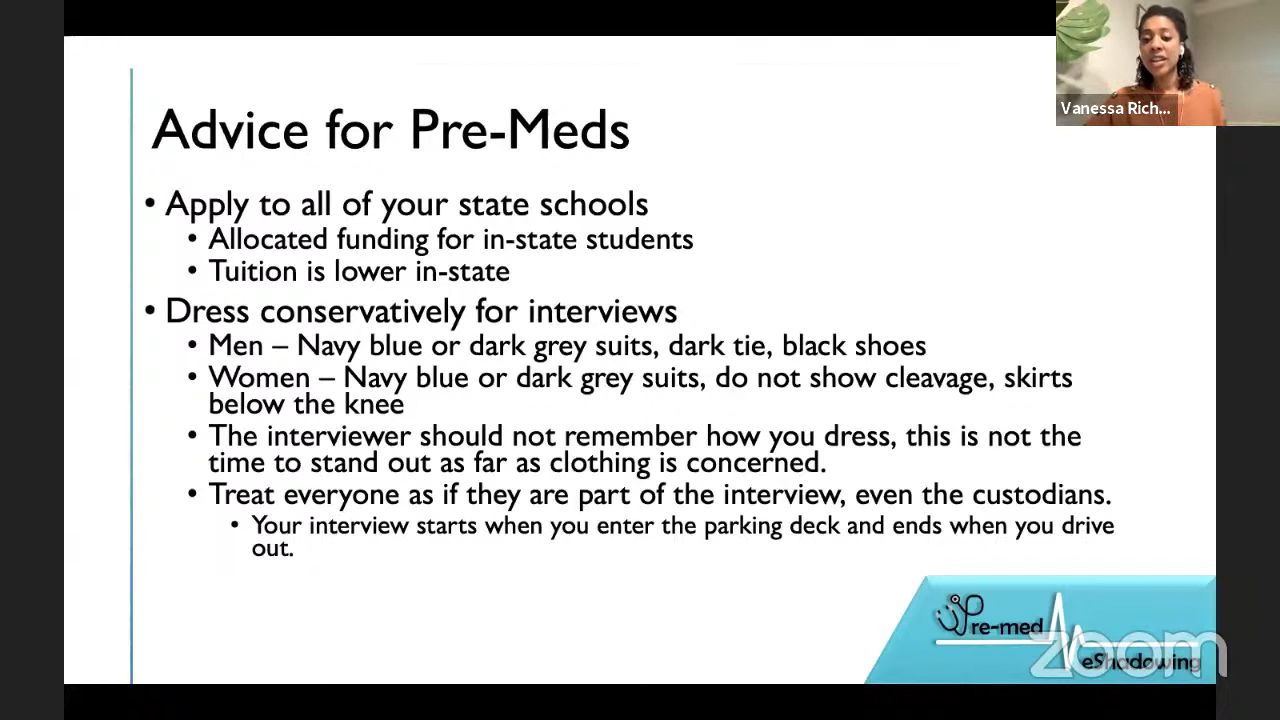 Vanessa Rich...
Advice for Pre-Meds
• Apply to all of your state schools
• Allocated funding for in-state students
• Tuition is lower in-state
• Dress conservatively for interviews
• Men – Navy blue or dark grey suits, dark tie, black shoes
• Women – Navy blue or dark grey suits, do not show cleavage, skirts
below the knee
• The interviewer should not remember how you dress, this is not the
time to stand out as far as clothing is concerned.
• Treat everyone as if they are part of the interview, even the custodians.
• Your interview starts when you enter the parking deck and ends when you drive
out.
Pre-med
zoom
eShadowing